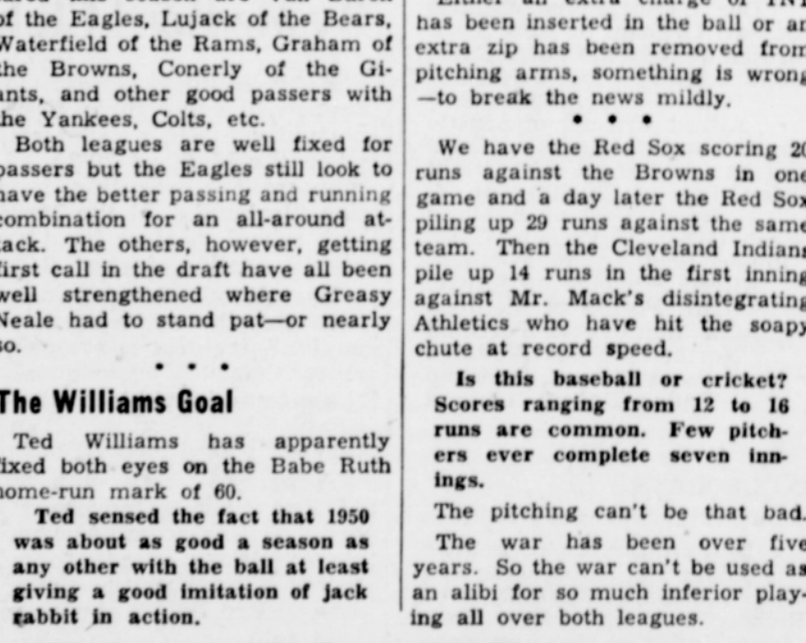 of the Eagles, Lujack of the Bears,
Waterfield of the Rams, Graham of
the Browns, Conerly of the Gi-
ants, and other good passers with
the Yankees, Colts, etc.
Both leagues are well fixed for
passers but the Eagles still look to
have the better passing and running
combination for an all-around at-
tack. The others, however, getting
first call in the draft have all been
well strengthened where Greasy
Neale had to stand pat—or nearly
so.
• • •
The Williams Goal
Ted Williams has apparently
fixed both eyes on the Babe Ruth
home-run mark of 60.
Ted sensed the fact that 1950
was about as good a season as
any other with the ball at least
giving a good imitation of jack
rabbit in action.
Either an extra charge of TNT
has been inserted in the ball or an
extra zip has been removed from
pitching arms, something is wrong
—to break the news mildly.
• • •
We have the Red Sox scoring 20
runs against the Browns in one
game and a day later the Red Sox
piling up 29 runs against the same
team. Then the Cleveland Indians
pile up 14 runs in the first inning
against Mr. Mack's disintegrating
Athletics who have hit the soapy
chute at record speed.
Is this baseball or cricket?
Scores ranging from 12 to 16
runs are common. Few pitch-
ers ever complete seven inn-
ings.
The pitching can't be that bad.
The war has been over five
years. So the war can't be used as
an alibi for so much inferior play-
ing all over both leagues.